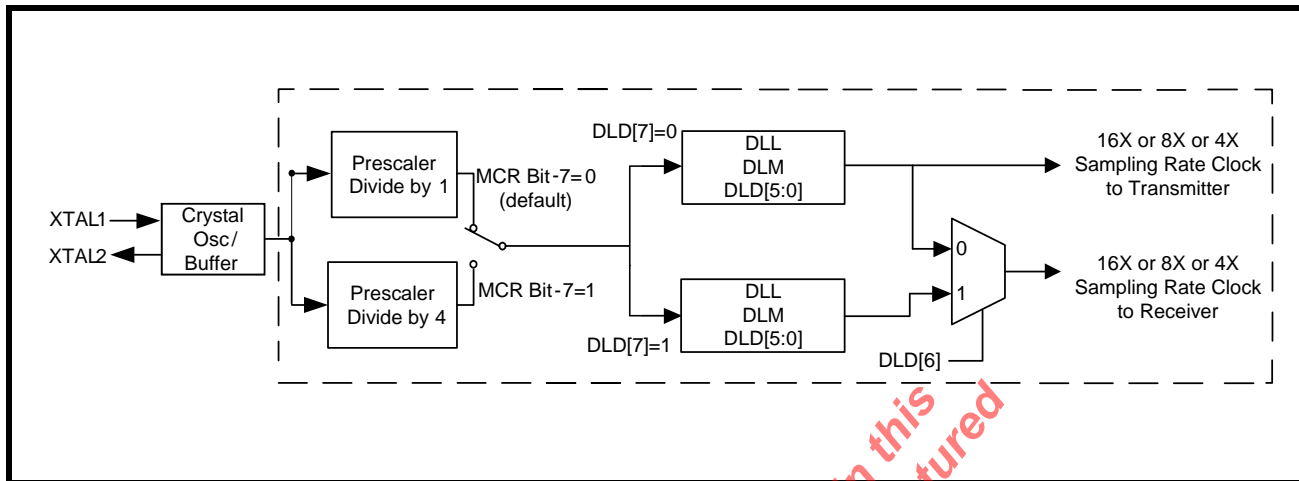 XTAL1
XTAL2
Crystal
Osc/
Buffer
Prescaler
Divide by 1
Prescaler
Divide by 4
MCR Bit-7=0
(default)
MCR Bit-7=1
DLD[7]=0
DLL
DLM
DLD[5:0]
DLD[7]=1
DLL
DLM
DLD[5:0]
0
1
DLD[6]
16X or 8X or 4X
Sampling Rate Clock
to Transmitter
16X or 8X or 4X
Sampling Rate Clock
to Receiver
in this